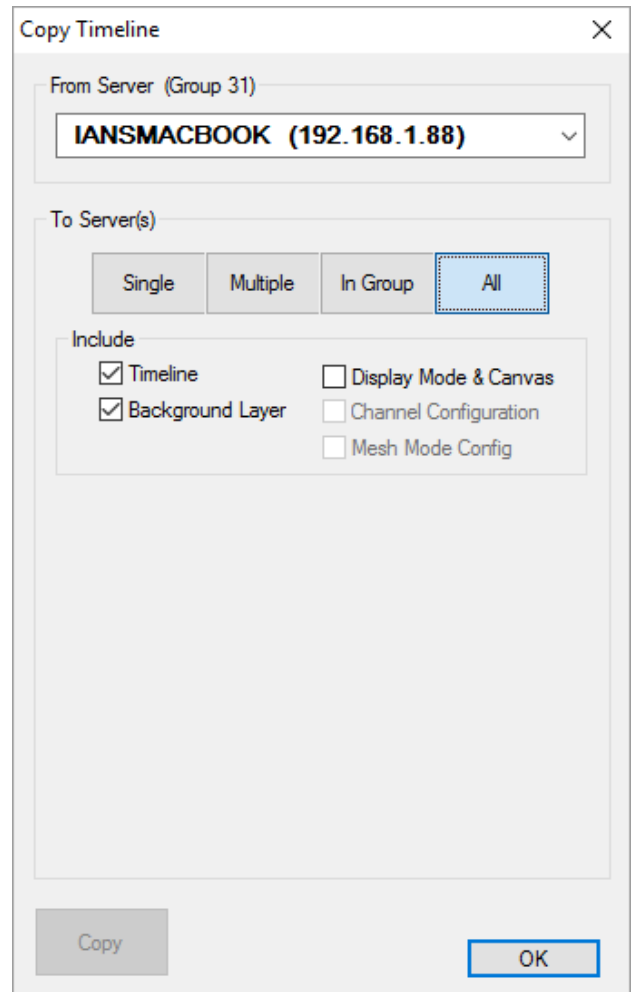 Copy Timeline
From Server (Group 31)
IANSMACBOOK (192.168.1.88)
To Server(s)
Single Multiple In Group All
Include
Timeline Display Mode & Canvas
Background Layer Channel Configuration
Mesh Mode Config
Copy OK